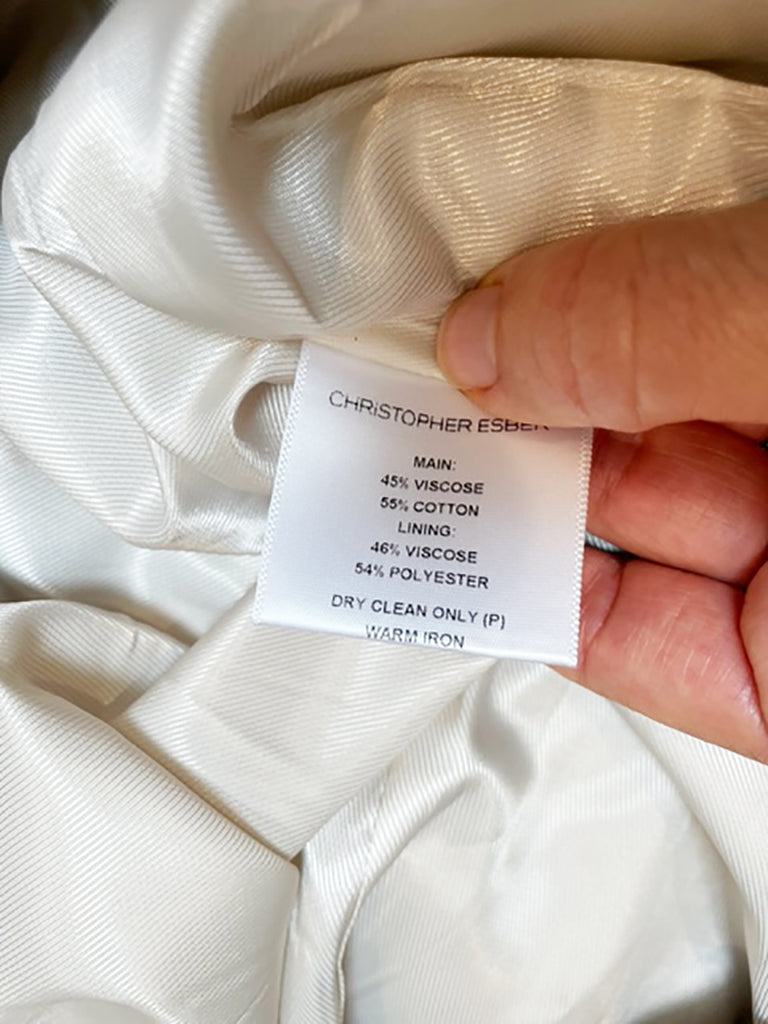 CHRISTOPHER ESBER
MAIN:
45% VISCOSE
55% COTTON
LINING:
46% VISCOSE
54% POLYESTER
DRY CLEAN ONLY (P)
WARM IRON